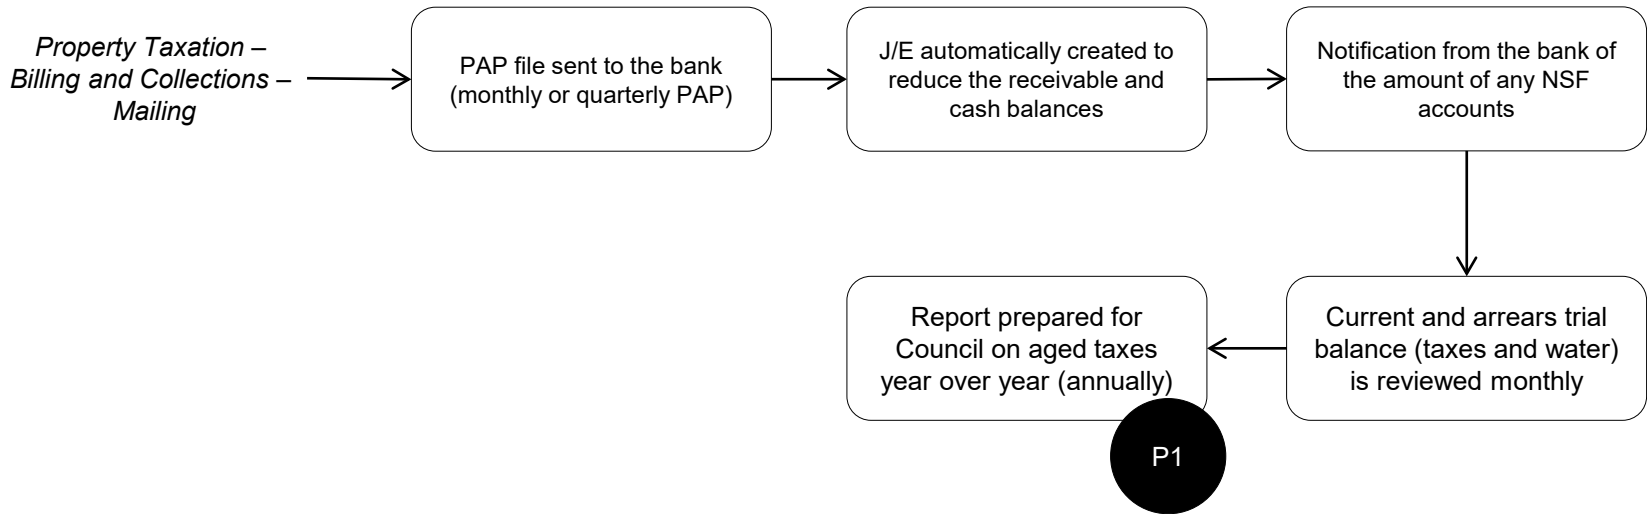 Property Taxation –
Billing and Collections –
Mailing
PAP file sent to the bank
(monthly or quarterly PAP)
J/E automatically created to
reduce the receivable and
cash balances
Notification from the bank of
the amount of any NSF
accounts
Current and arrears trial
balance (taxes and water)
is reviewed monthly
Report prepared for
Council on aged taxes
year over year (annually)
P1